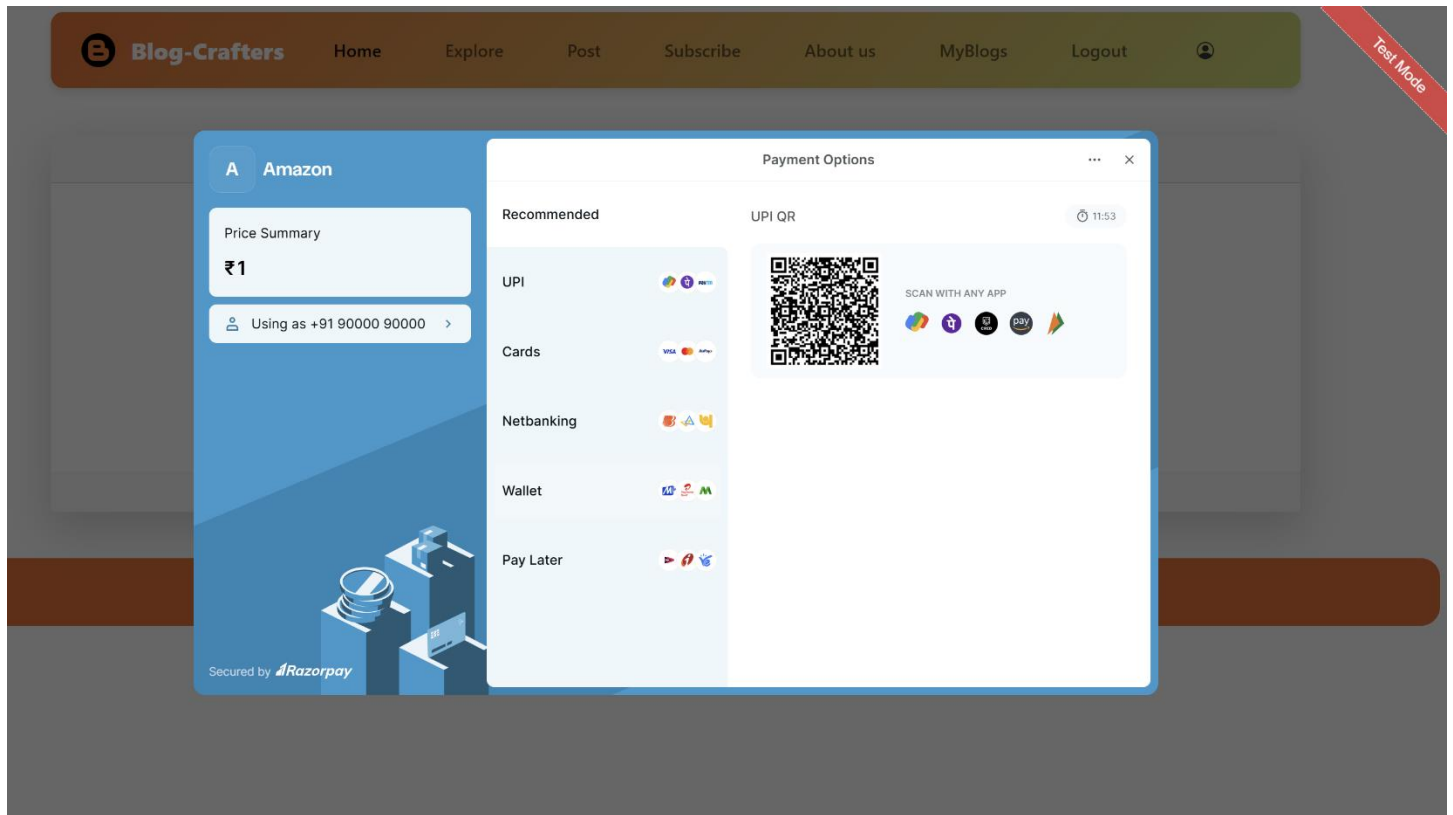 Blog-Crafters Home Explore Post Subscribe About us MyBlogs Logout
Test Mode
A Amazon
Payment Options
Price Summary
₹1
Using as +91 90000 90000
Recommended
UPI
Cards
Netbanking
Wallet
Pay Later
UPI QR
11:53
SCAN WITH ANY APP
pay
Secured by Razorpay